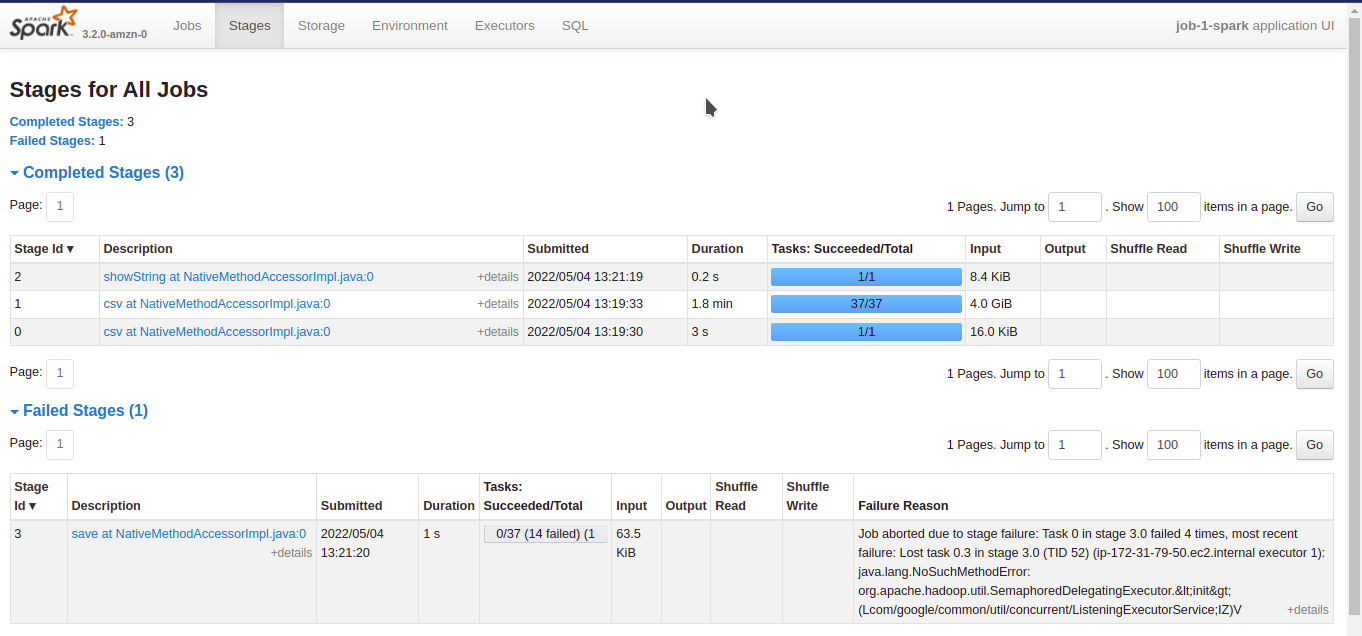 APACHE
Spark 3.2.0-amzn-0 Jobs Stages Storage Environment Executors SQL job-1-spark application UI
Stages for All Jobs
Completed Stages: 3
Failed Stages: 1
Completed Stages (3)
Page: 1 1 Pages. Jump to 1 . Show 100 items in a page. Go
Stage Id ▾ Description Submitted Duration Tasks: Succeeded/Total Input Output Shuffle Read Shuffle Write
2 showString at NativeMethodAccessorImpl.java:0 +details 2022/05/04 13:21:19 0.2 s 1/1 8.4 KiB
1 csv at NativeMethodAccessorImpl.java:0 +details 2022/05/04 13:19:33 1.8 min 37/37 4.0 GiB
0 csv at NativeMethodAccessorImpl.java:0 +details 2022/05/04 13:19:30 3 s 1/1 16.0 KiB
Page: 1 1 Pages. Jump to 1 . Show 100 items in a page. Go
Failed Stages (1)
Page: 1 1 Pages. Jump to 1 . Show 100 items in a page. Go
Stage Id ▾ Description Submitted Duration Tasks: Succeeded/Total Input Output Shuffle Read Shuffle Write Failure Reason
3 save at NativeMethodAccessorImpl.java:0 +details 2022/05/04 13:21:20 1 s 0/37 (14 failed) (1 63.5 KiB
Job aborted due to stage failure: Task 0 in stage 3.0 failed 4 times, most recent
failure: Lost task 0.3 in stage 3.0 (TID 52) (ip-172-31-79-50.ec2.internal executor 1):
java.lang.NoSuchMethodError:
org.apache.hadoop.util.SemaphoredDelegatingExecutor.&lt;init&gt;
(Lcom/google/common/util/concurrent/ListeningExecutorService;IZ)V +details